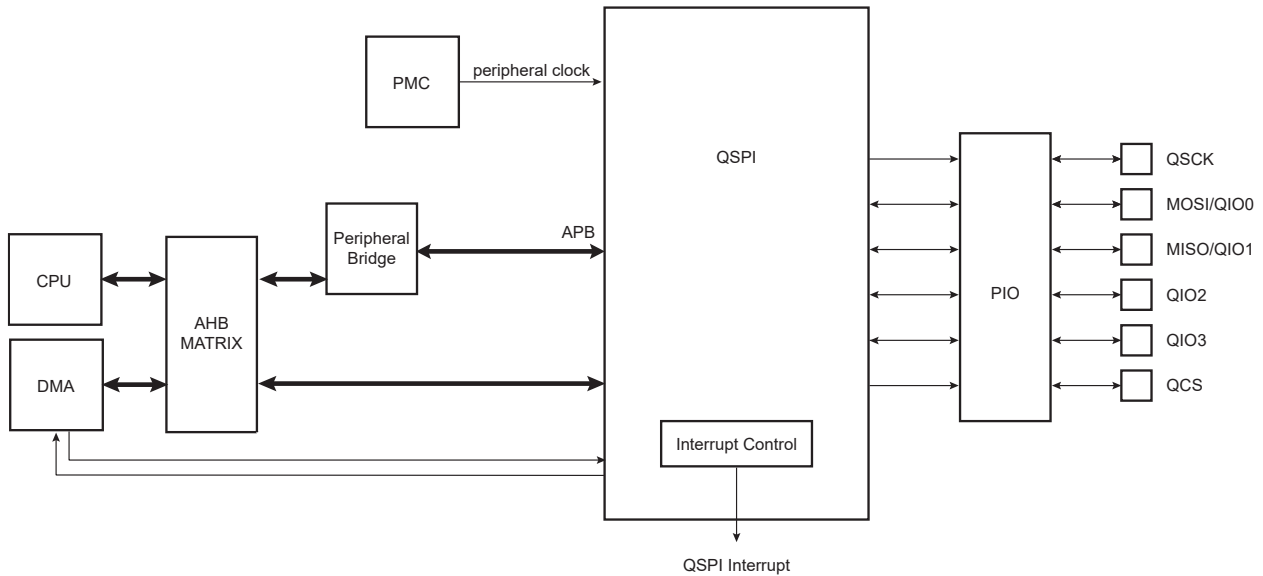 PMC
peripheral clock
QSPI
QSCK
MOSI/QIO0
Peripheral
Bridge
APB
MISO/QIO1
CPU
AHB
MATRIX
PIO
QIO2
QIO3
DMA
QCS
Interrupt Control
QSPI Interrupt